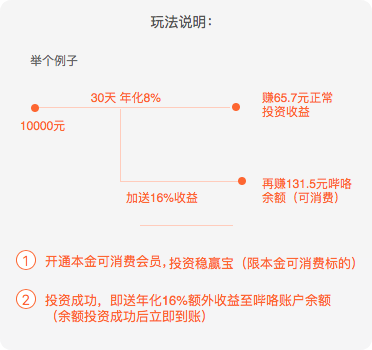 玩法说明：
举个例子
30天 年化8%
赚65.7元正常
投资收益
10000元
再赚131.5元哔咯
余额（可消费）
加送16%收益
1 开通本金可消费会员，投资稳赢宝（限本金可消费标的）
2 投资成功，即送年化16%额外收益至哔咯账户余额
（余额投资成功后立即到账）